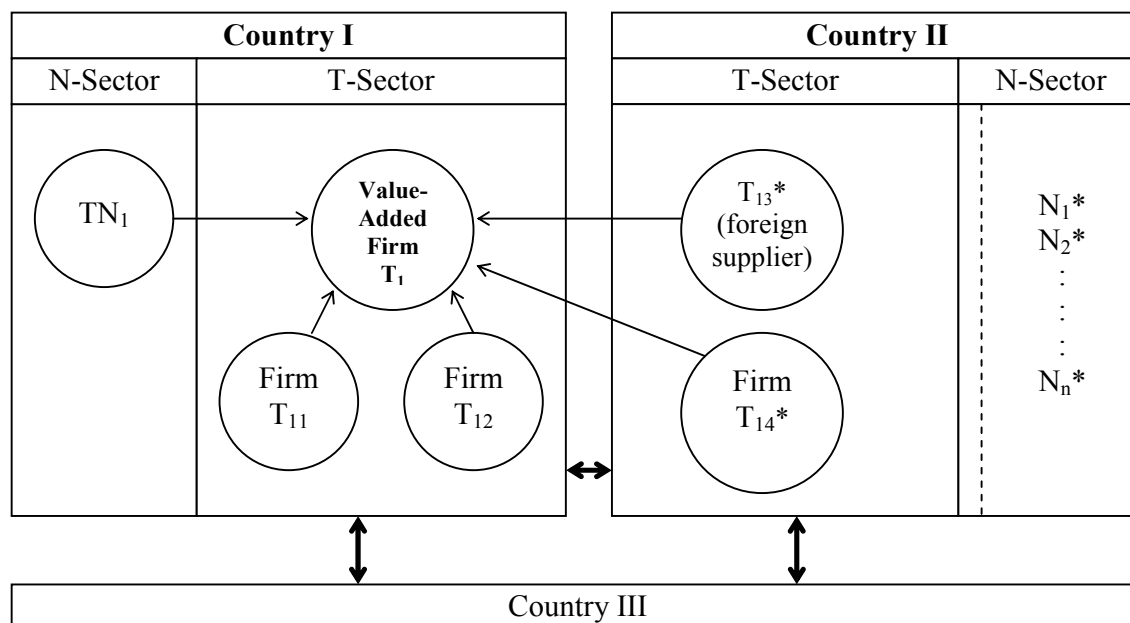 Country I
Country II
N-Sector
T-Sector
T-Sector
N-Sector
TN₁
Value-
Added
Firm
T₁
T₁₃*
(foreign
supplier)
N₁*
N₂*
Nₙ*
Firm
T₁₁
Firm
T₁₂
Firm
T₁₄*
Country III